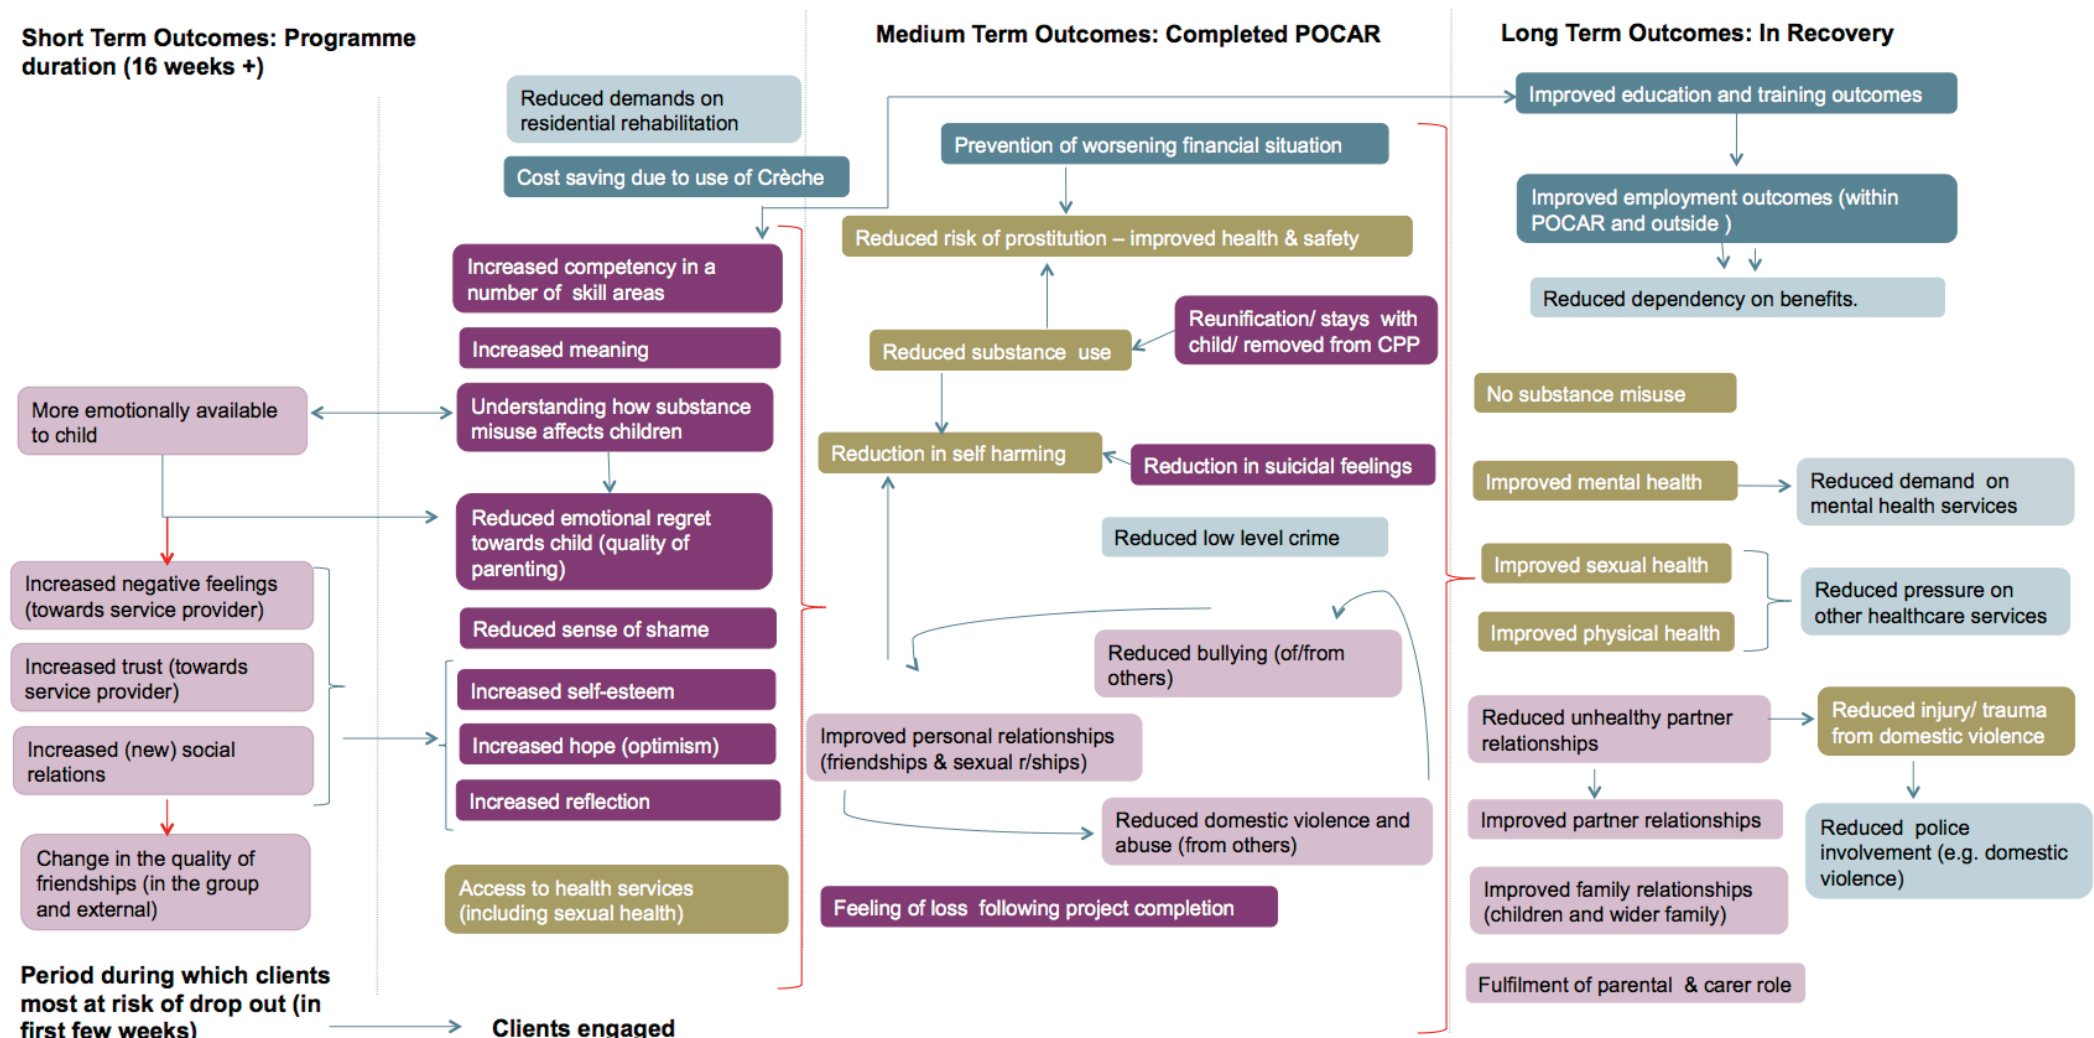 Short Term Outcomes: Programme
duration (16 weeks +)
More emotionally available
to child
Increased negative feelings
(towards service provider)
Increased trust (towards
service provider)
Increased (new) social
relations
Change in the quality of
friendships (in the group
and external)
Period during which clients
most at risk of drop out (in
first few weeks)
Reduced demands on
residential rehabilitation
Cost saving due to use of Crèche
Increased competency in a
number of skill areas
Increased meaning
Understanding how substance
misuse affects children
Reduced emotional regret
towards child (quality of
parenting)
Reduced sense of shame
Increased self-esteem
Increased hope (optimism)
Increased reflection
Access to health services
(including sexual health)
Clients engaged
Medium Term Outcomes: Completed POCAR
Prevention of worsening financial situation
Reduced risk of prostitution – improved health & safety
Reunification/ stays with
child/ removed from CPP
Reduced substance use
Reduction in self harming
Reduction in suicidal feelings
Reduced low level crime
Reduced bullying (of/from
others)
Improved personal relationships
(friendships & sexual r/ships)
Reduced domestic violence and
abuse (from others)
Feeling of loss following project completion
Long Term Outcomes: In Recovery
Improved education and training outcomes
Improved employment outcomes (within
POCAR and outside )
Reduced dependency on benefits.
No substance misuse
Improved mental health
Reduced demand on
mental health services
Improved sexual health
Improved physical health
Reduced pressure on
other healthcare services
Reduced unhealthy partner
relationships
Reduced injury/ trauma
from domestic violence
Improved partner relationships
Reduced police
involvement (e.g. domestic
violence)
Improved family relationships
(children and wider family)
Fulfilment of parental & carer role